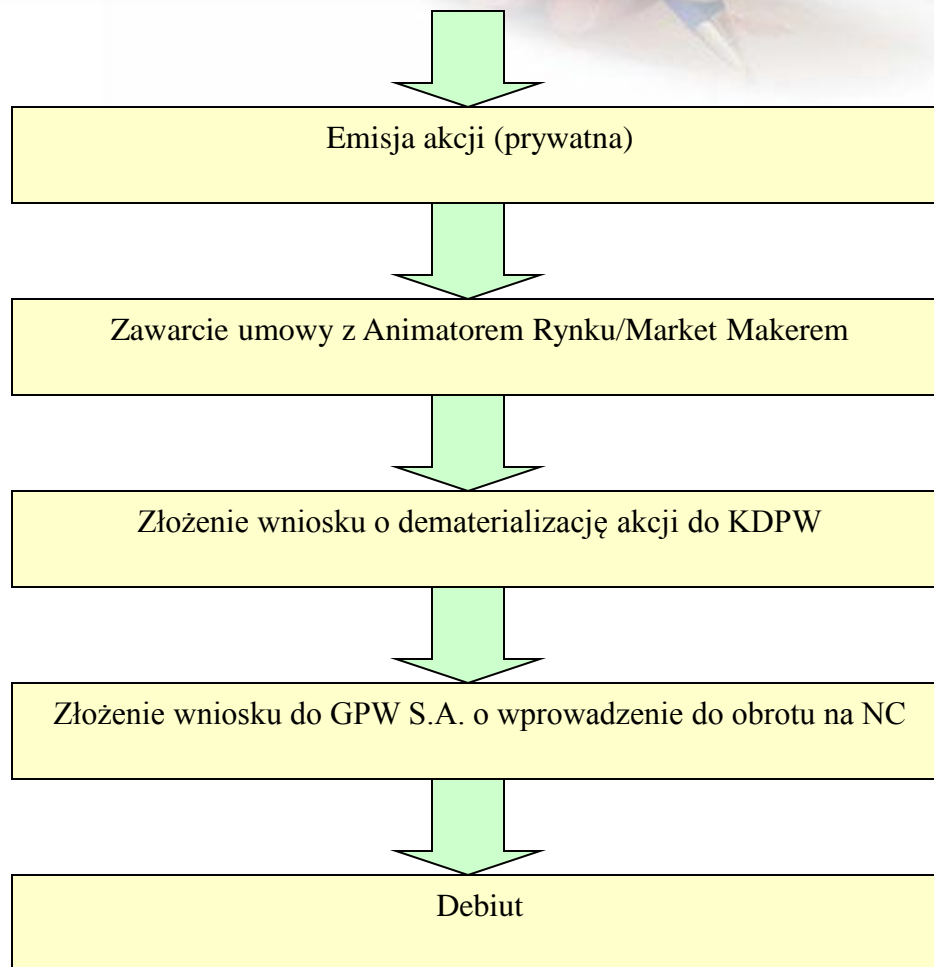 Emisja akcji (prywatna)
Zawarcie umowy z Animatorem Rynku/Market Makerem
Złożenie wniosku o dematerializację akcji do KDPW
Złożenie wniosku do GPW S.A. o wprowadzenie do obrotu na NC
Debiut